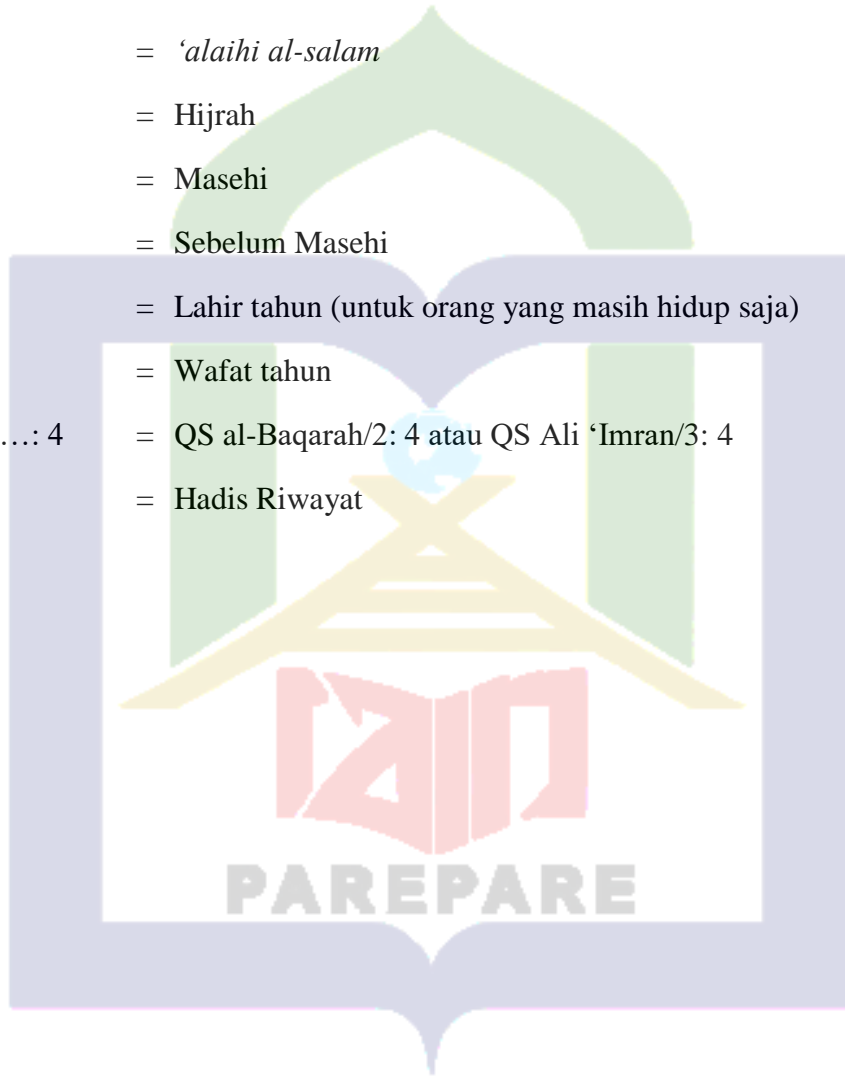 = ‘alaihi al-salam
= Hijrah
= Masehi
= Sebelum Masehi
= Lahir tahun (untuk orang yang masih hidup saja)
= Wafat tahun
…: 4 = QS al-Baqarah/2: 4 atau QS Ali ‘Imran/3: 4
= Hadis Riwayat
iain
PAREPARE